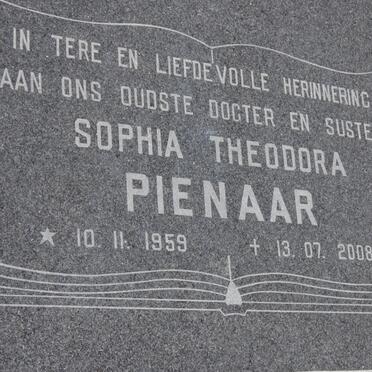 IN TERE EN LIEFDEVOLLE HERINNERING
AAN ONS OUDSTE DOGTER EN SUSTE
SOPHIA THEODORA
PIENAAR
★ 10. 11. 1959 ✝ 13. 07. 2008